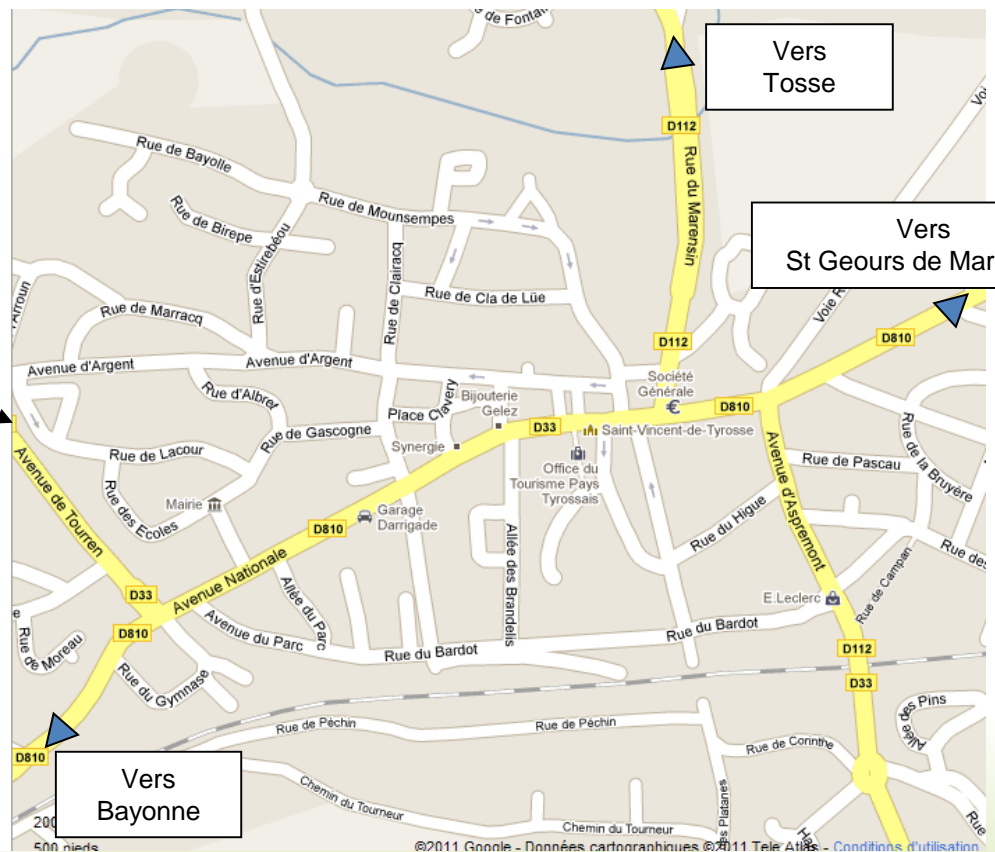 de Fontai
Vers
Tosse
D112
Rue de Bayolle
Rue du Marensin
Rue de Mounsempes
Rue de Birepe
Rue d'Estirebéou
Rue de Clairacq
Vers
St Geours de Mar
Voie R
Rue de Cla de Lüe
Rue de Marracq
D112
D810
Avenue d'Argent
Avenue d'Argent
Société
Générale
Rue d'Albret
Place Clavery
Bijouterie
Gelez
D33
D810
Saint-Vincent-de-Tyrosse
Rue de Gascogne
Synergie
Rue de Lacour
Office du
Tourisme Pays
Tyrossais
Rue de Pascau
Rue de la Bruyère
Avenue de Tourren
Rue des Ecoles
Mairie
Garage
Darrigade
D810
Allée des Brandelis
Rue du Higue
Avenue d'Aspremont
Rue des
Avenue Nationale
Allée du Parc
E.Leclerc
Rue de Campan
D33
D810
Avenue du Parc
Rue du Bardot
Rue du Bardot
Rue de Moreau
Rue du Gymnase
D112
D33
Allée des Pins
Rue de Péchin
Rue de Péchin
Rue de Corinthe
D810
Vers
Bayonne
Chemin du Tourneur
Chemin du Tourneur
des Platanes
Rue
200
500 pieds
©2011 Google - Données cartographiques ©2011 Tele Atlas - Conditions d'utilisation